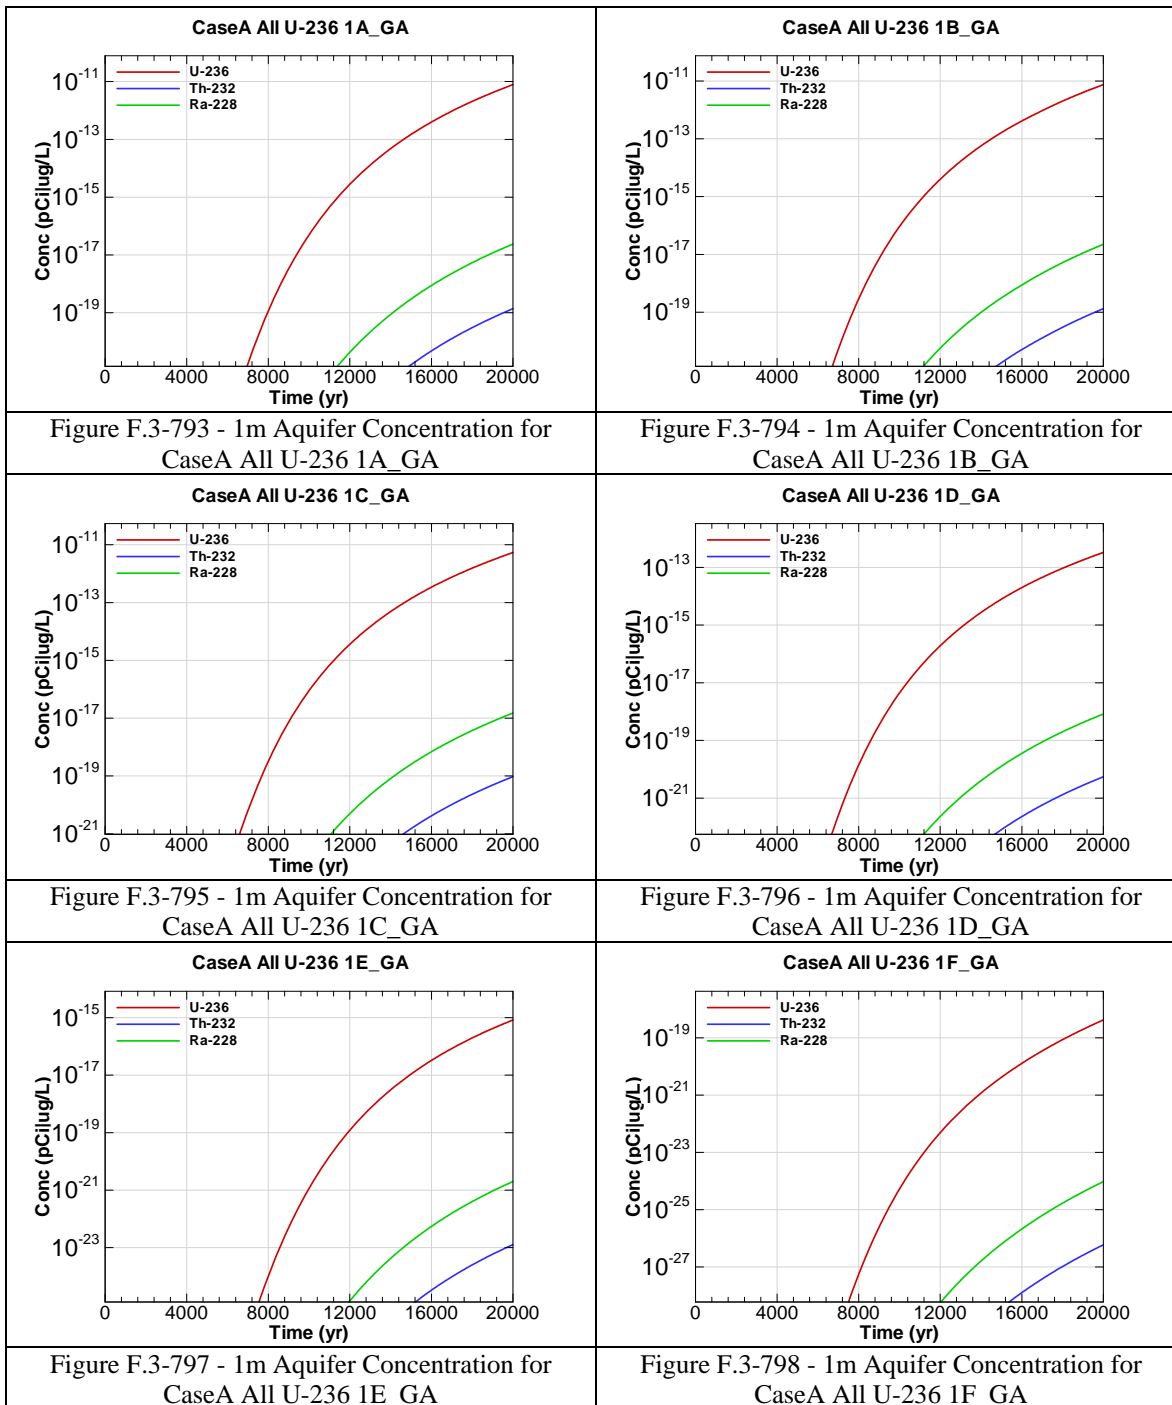 CaseA All U-236 1A_GA
U-236
Th-232
Ra-228
Conc (pCi|ug/L)
10-11
10-13
10-15
10-17
10-19
0 4000 8000 12000 16000 20000
Time (yr)
Figure F.3-793 - 1m Aquifer Concentration for
CaseA All U-236 1A_GA
CaseA All U-236 1B_GA
U-236
Th-232
Ra-228
Conc (pCi|ug/L)
10-11
10-13
10-15
10-17
10-19
0 4000 8000 12000 16000 20000
Time (yr)
Figure F.3-794 - 1m Aquifer Concentration for
CaseA All U-236 1B_GA
CaseA All U-236 1C_GA
U-236
Th-232
Ra-228
Conc (pCi|ug/L)
10-11
10-13
10-15
10-17
10-19
10-21
0 4000 8000 12000 16000 20000
Time (yr)
Figure F.3-795 - 1m Aquifer Concentration for
CaseA All U-236 1C_GA
CaseA All U-236 1D_GA
U-236
Th-232
Ra-228
Conc (pCi|ug/L)
10-13
10-15
10-17
10-19
10-21
0 4000 8000 12000 16000 20000
Time (yr)
Figure F.3-796 - 1m Aquifer Concentration for
CaseA All U-236 1D_GA
CaseA All U-236 1E_GA
U-236
Th-232
Ra-228
Conc (pCi|ug/L)
10-15
10-17
10-19
10-21
10-23
0 4000 8000 12000 16000 20000
Time (yr)
Figure F.3-797 - 1m Aquifer Concentration for
CaseA All U-236 1E_GA
CaseA All U-236 1F_GA
U-236
Th-232
Ra-228
Conc (pCi|ug/L)
10-19
10-21
10-23
10-25
10-27
0 4000 8000 12000 16000 20000
Time (yr)
Figure F.3-798 - 1m Aquifer Concentration for
CaseA All U-236 1F_GA